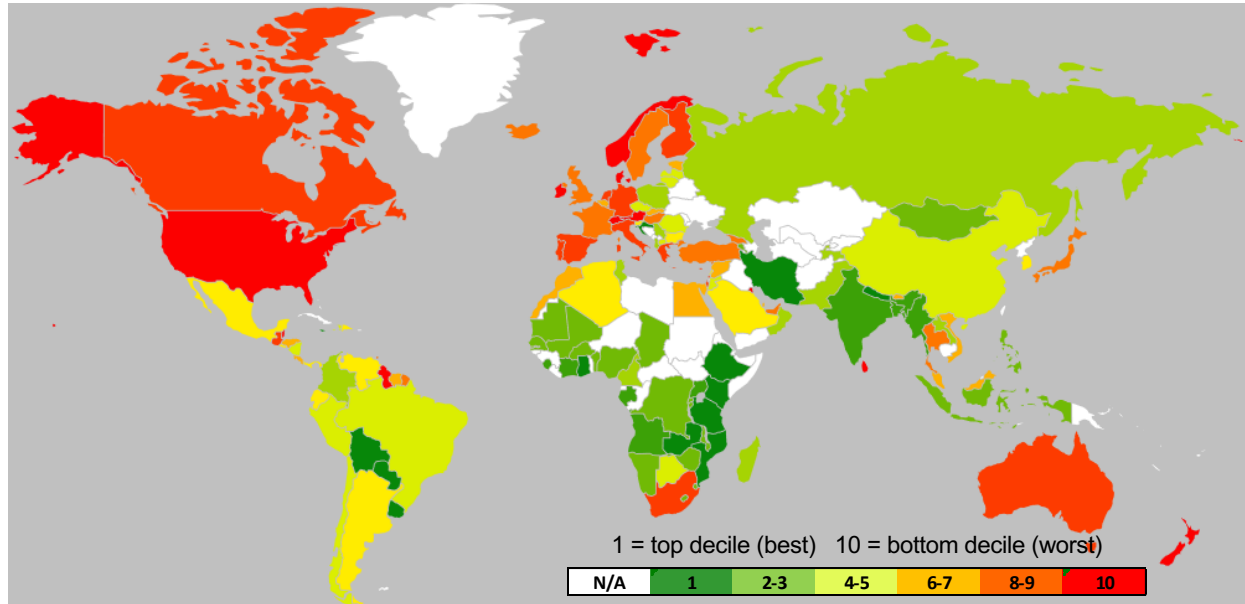 1 = top decile (best) 10 = bottom decile (worst)
N/A 1 2-3 4-5 6-7 8-9 10